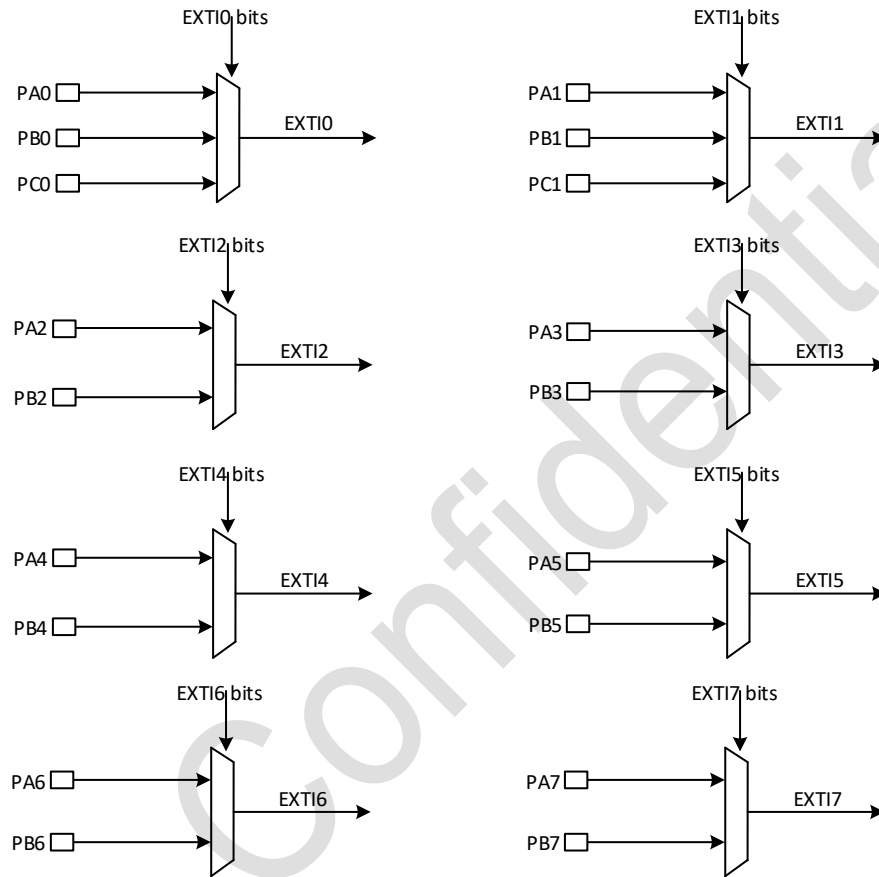 EXTI0 bits
PA0
PB0
PC0
EXTI0
EXTI1 bits
PA1
PB1
PC1
EXTI1
EXTI2 bits
PA2
PB2
EXTI2
EXTI3 bits
PA3
PB3
EXTI3
EXTI4 bits
PA4
PB4
EXTI4
EXTI5 bits
PA5
PB5
EXTI5
EXTI6 bits
PA6
PB6
EXTI6
EXTI7 bits
PA7
PB7
EXTI7
Confidentia